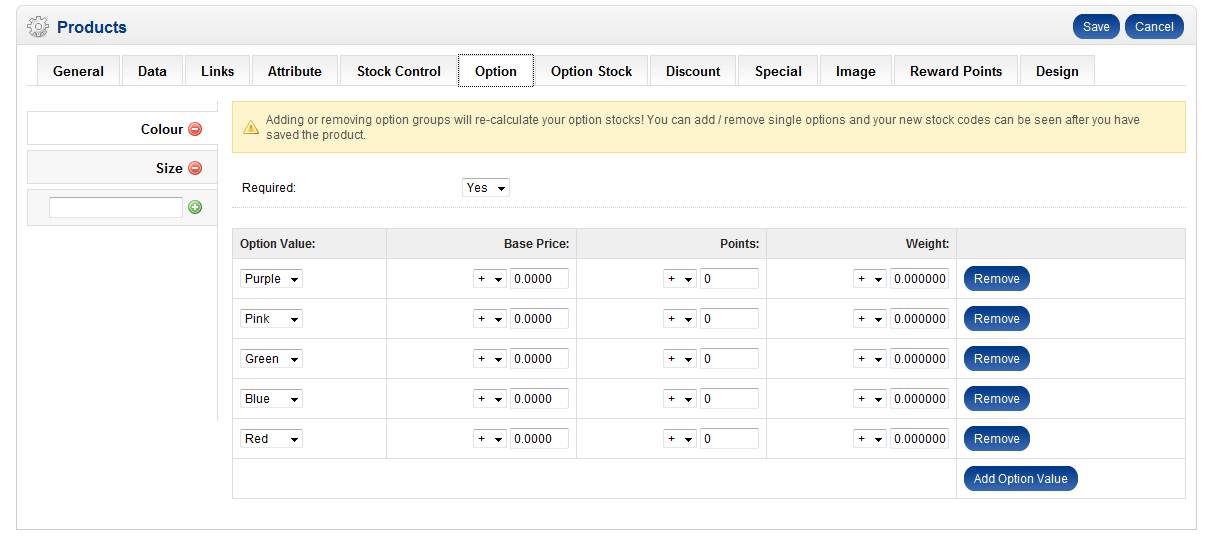 Products
Save Cancel
General Data Links Attribute Stock Control Option Option Stock Discount Special Image Reward Points Design
Colour
Size
Adding or removing option groups will re-calculate your option stocks! You can add / remove single options and your new stock codes can be seen after you have
saved the product.
Required: Yes
Option Value: Base Price: Points: Weight:
Purple + 0.0000 + 0 + 0.000000 Remove
Pink + 0.0000 + 0 + 0.000000 Remove
Green + 0.0000 + 0 + 0.000000 Remove
Blue + 0.0000 + 0 + 0.000000 Remove
Red + 0.0000 + 0 + 0.000000 Remove
Add Option Value